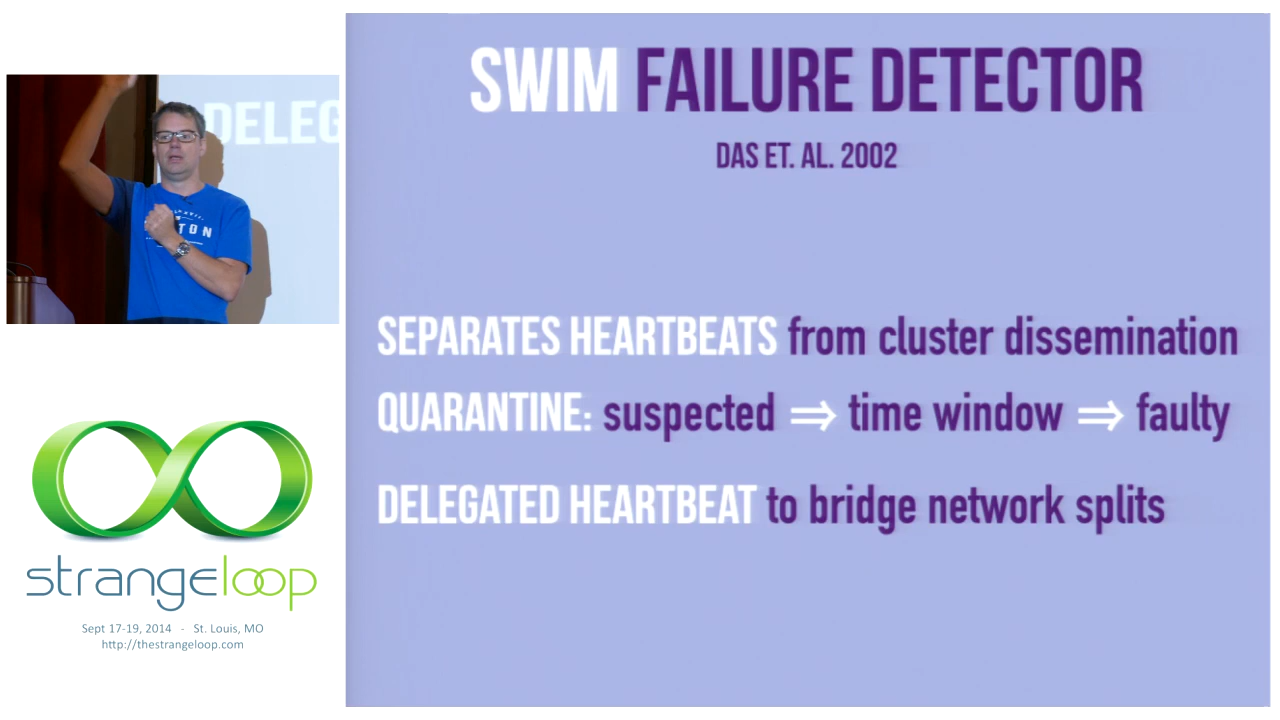 DELEG
SWIM FAILURE DETECTOR
DAS ET. AL. 2002
SEPARATES HEARTBEATS from cluster dissemination
QUARANTINE: suspected ⇒ time window ⇒ faulty
DELEGATED HEARTBEAT to bridge network splits
strangeloop
Sept 17-19, 2014 - St. Louis, MO
http://thestrangeloop.com